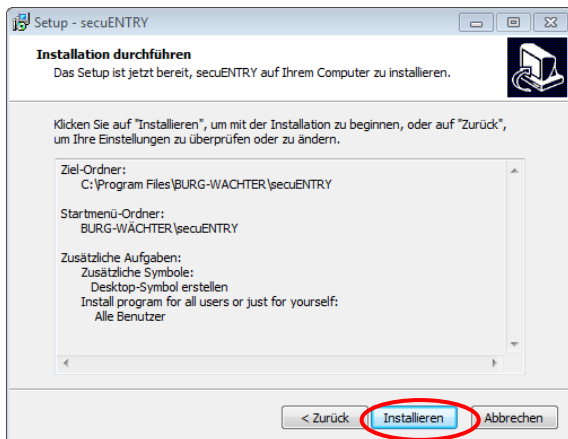 Setup - secuENTRY
Installation durchführen
Das Setup ist jetzt bereit, secuENTRY auf Ihrem Computer zu installieren.
Klicken Sie auf "Installieren", um mit der Installation zu beginnen, oder auf "Zurück",
um Ihre Einstellungen zu überprüfen oder zu ändern.
Ziel-Ordner:
C:\Program Files\BURG-WACHTER\secuENTRY
Startmenü-Ordner:
BURG-WÄCHTER\secuENTRY
Zusätzliche Aufgaben:
Zusätzliche Symbole:
Desktop-Symbol erstellen
Install program for all users or just for yourself:
Alle Benutzer
< Zurück Installieren Abbrechen